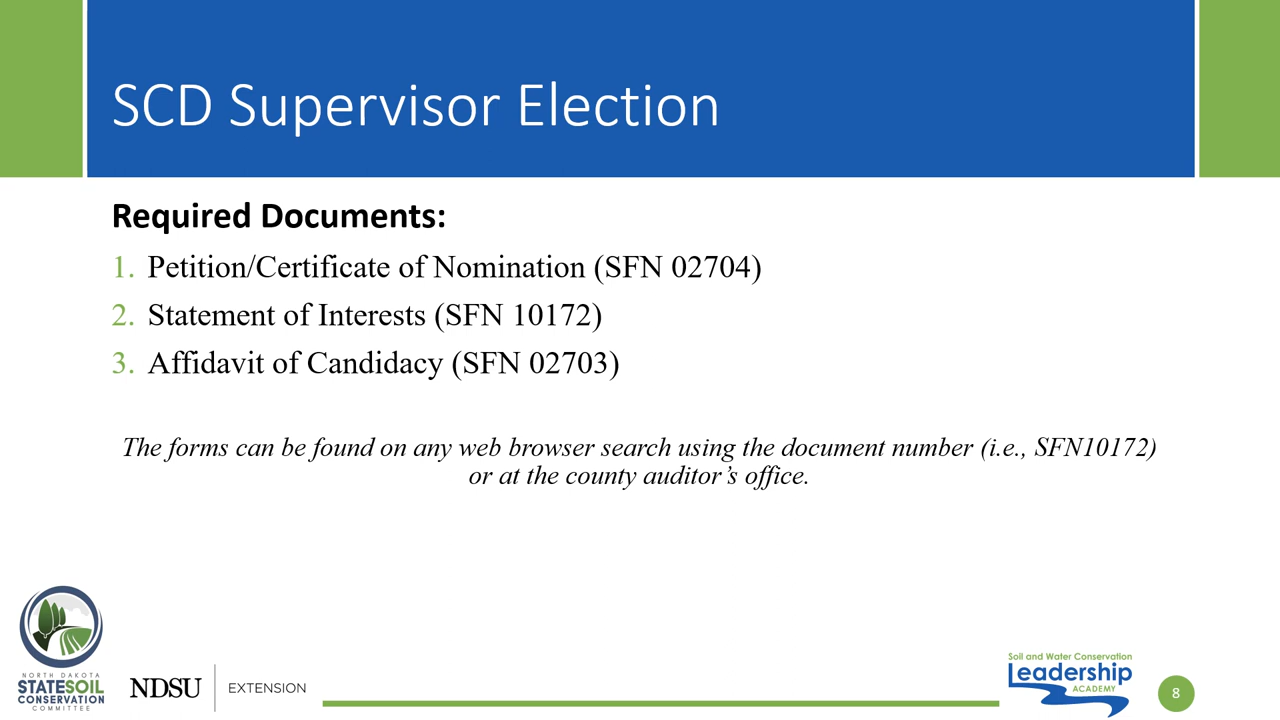 SCD Supervisor Election
Required Documents:
1. Petition/Certificate of Nomination (SFN 02704)
2. Statement of Interests (SFN 10172)
3. Affidavit of Candidacy (SFN 02703)
The forms can be found on any web browser search using the document number (i.e., SFN10172)
or at the county auditor’s office.
NORTH DAKOTA
STATESOIL
CONSERVATION
COMMITTEE
NDSU EXTENSION
Soil and Water Conservation
Leadership
ACADEMY
8